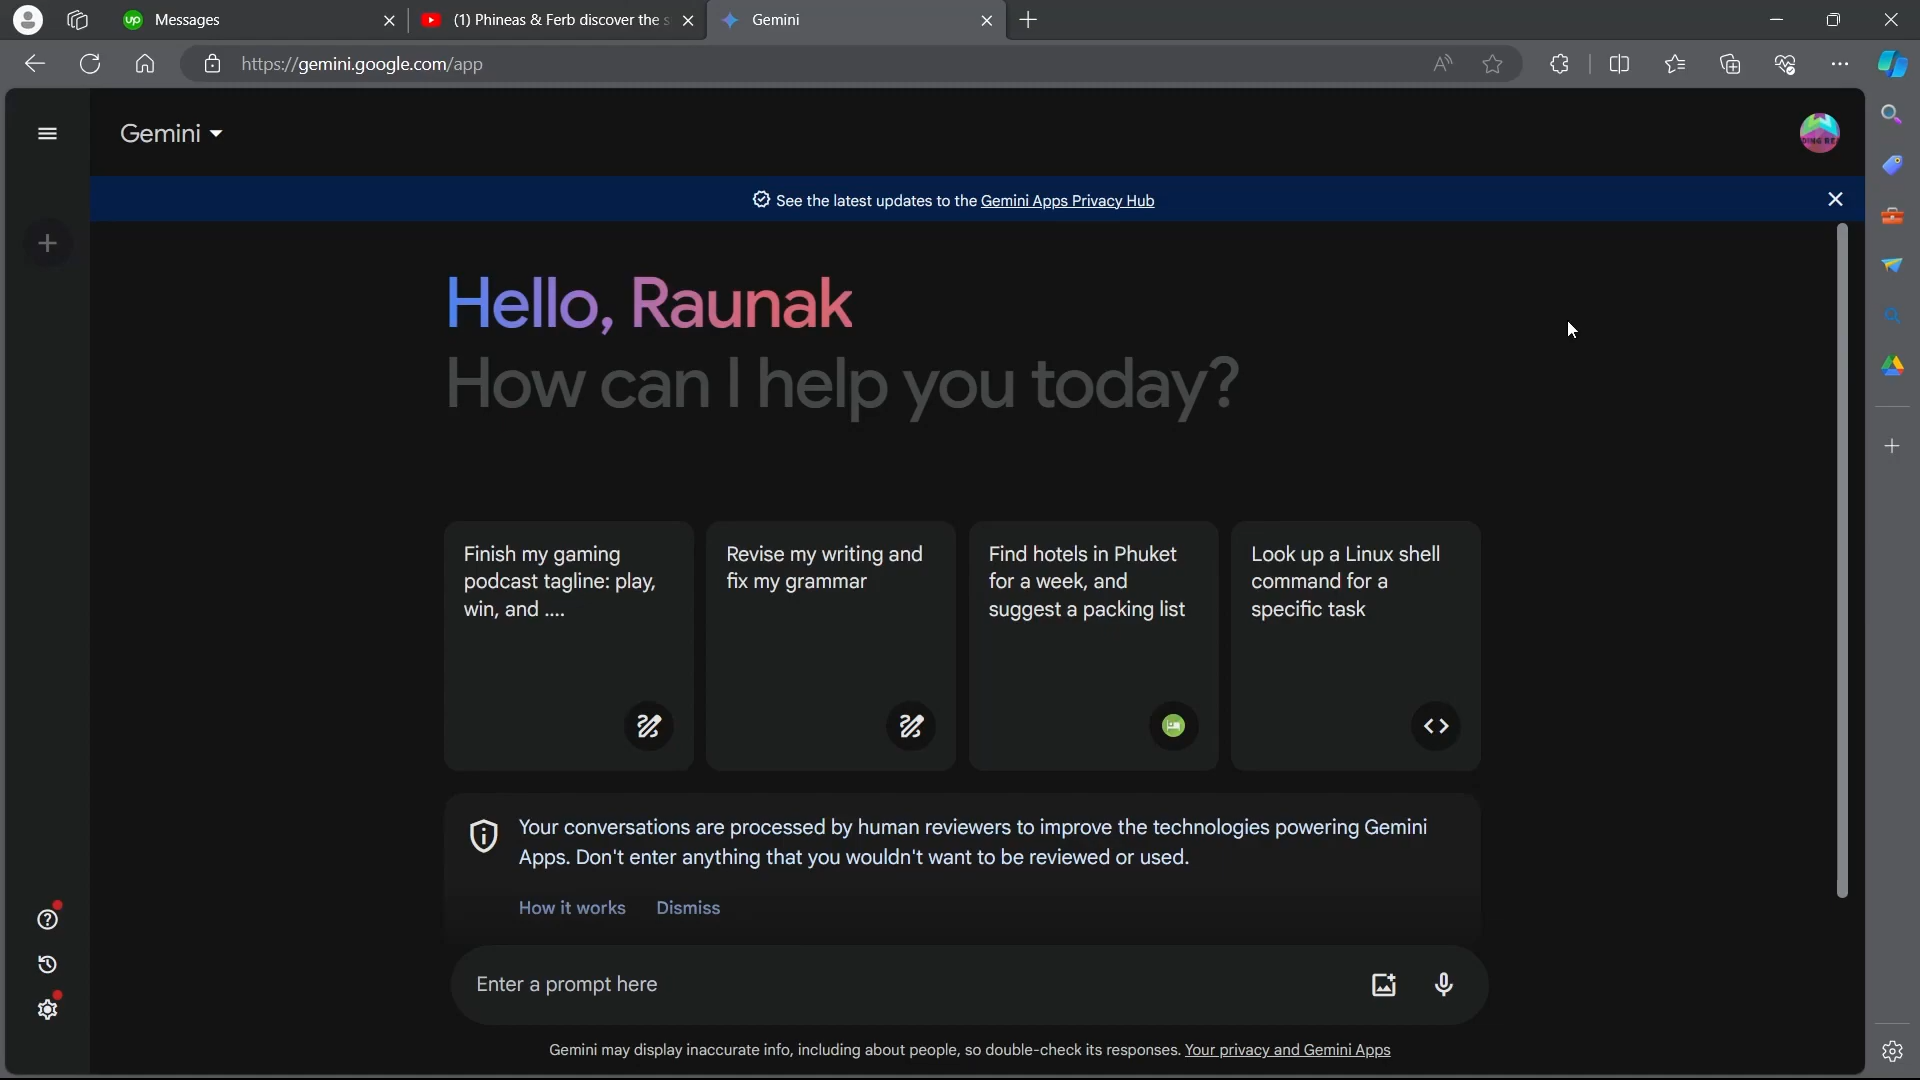 up Messages
(1) Phineas & Ferb discover the s
Gemini
https://gemini.google.com/app
Gemini
See the latest updates to the Gemini Apps Privacy Hub
Hello, Raunak
How can I help you today?
Finish my gaming
podcast tagline: play,
win, and ....
Revise my writing and
fix my grammar
Find hotels in Phuket
for a week, and
suggest a packing list
Look up a Linux shell
command for a
specific task
Your conversations are processed by human reviewers to improve the technologies powering Gemini
Apps. Don't enter anything that you wouldn't want to be reviewed or used.
How it works Dismiss
Enter a prompt here
Gemini may display inaccurate info, including about people, so double-check its responses. Your privacy and Gemini Apps